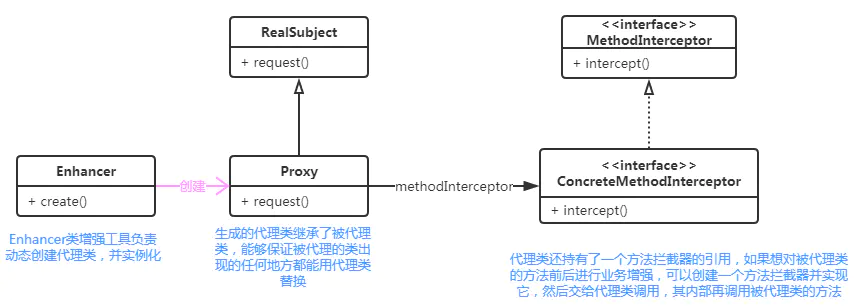 RealSubject
+ request()
<<interface>>
MethodInterceptor
+ intercept()
Enhancer
+ create()
创建
Proxy
+ request()
methodInterceptor
<<interface>>
ConcreteMethodInterceptor
+ intercept()
Enhancer类增强工具负责
动态创建代理类，并实例化
生成的代理类继承了被代理
类，能够保证被代理的类出
现的任何地方都能用代理类
替换
代理类还持有了一个方法拦截器的引用，如果想对被代理类
的方法前后进行业务增强，可以创建一个方法拦截器并实现
它，然后交给代理类调用，其内部再调用被代理类的方法